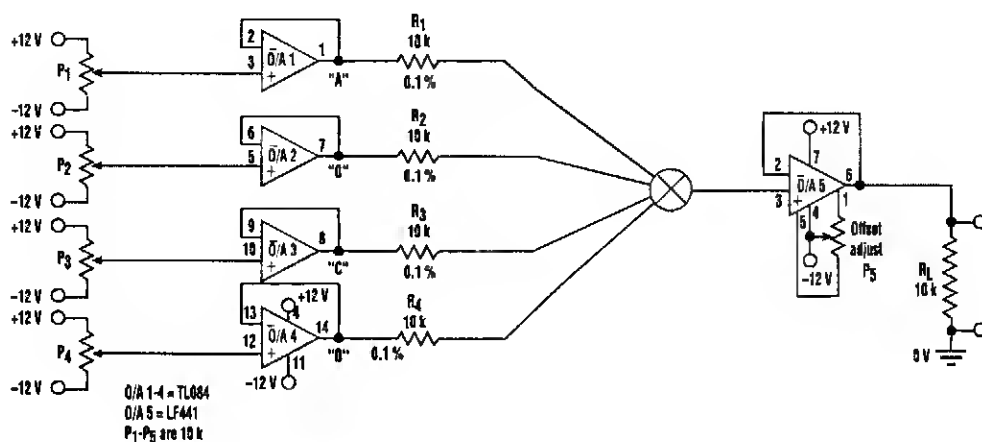 +12 V
P1
−12 V
2
3
−
O/A 1
+
1
"A"
R1
10 k
0.1 %
+12 V
P2
−12 V
6
5
−
O/A 2
+
7
R2
10 k
0.1 %
+12 V
P3
−12 V
9
10
−
O/A 3
+
8
"C"
R3
10 k
0.1 %
+12 V
P4
−12 V
13
12
−
O/A 4
+
+12 V
4
14
11
−12 V
"D"
R4
10 k
0.1 %
+12 V
7
2
3
−
O/A 5
+
6
5
4
1
−12 V
Offset
adjust
P5
RL
10 k
0 V
O/A 1-4 = TL084
O/A 5 = LF441
P1-P5 are 10 k